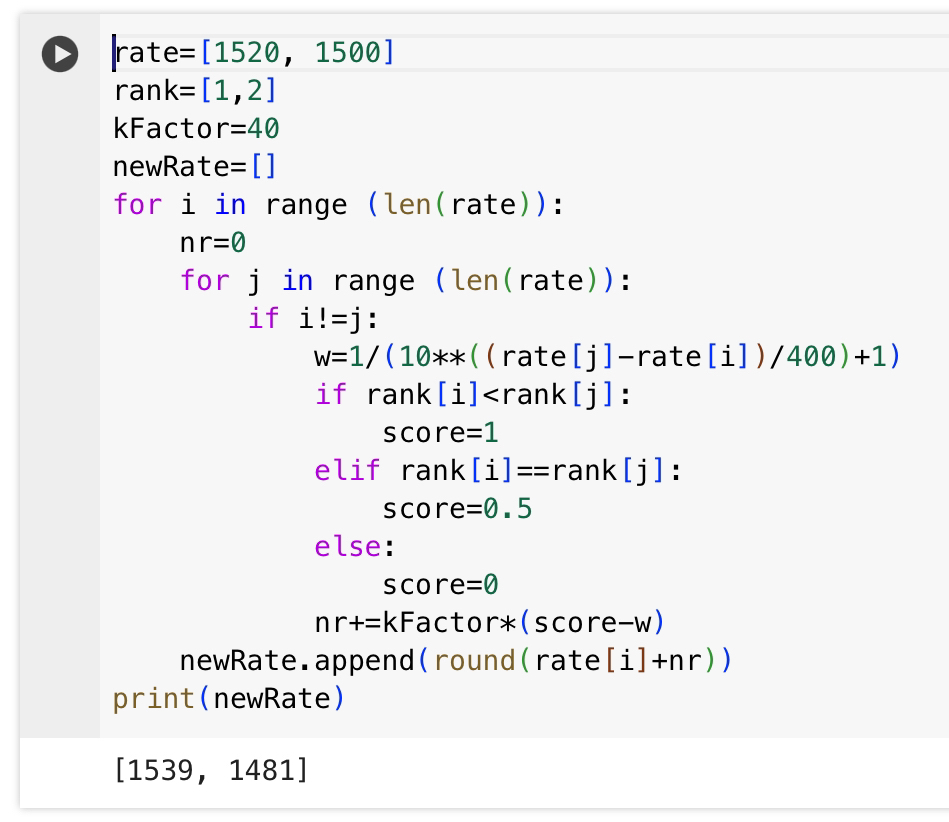 rate=[1520, 1500]
rank=[1,2]
kFactor=40
newRate=[]
for i in range (len(rate)):
    nr=0
    for j in range (len(rate)):
        if i!=j:
            w=1/(10**((rate[j]-rate[i])/400)+1)
            if rank[i]<rank[j]:
                score=1
            elif rank[i]==rank[j]:
                score=0.5
            else:
                score=0
            nr+=kFactor*(score-w)
    newRate.append(round(rate[i]+nr))
print(newRate)
[1539, 1481]